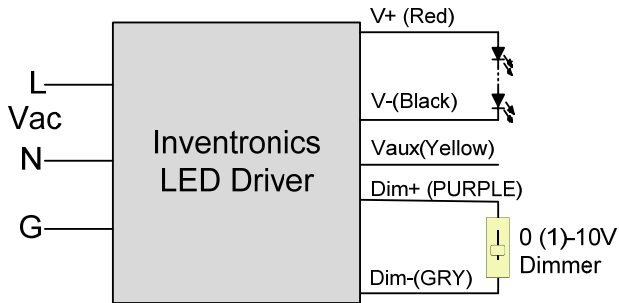 V+ (Red)
L
Vac
N
G
Inventronics
LED Driver
V-(Black)
Vaux(Yellow)
Dim+ (PURPLE)
0 (1)-10V
Dimmer
Dim-(GRY)